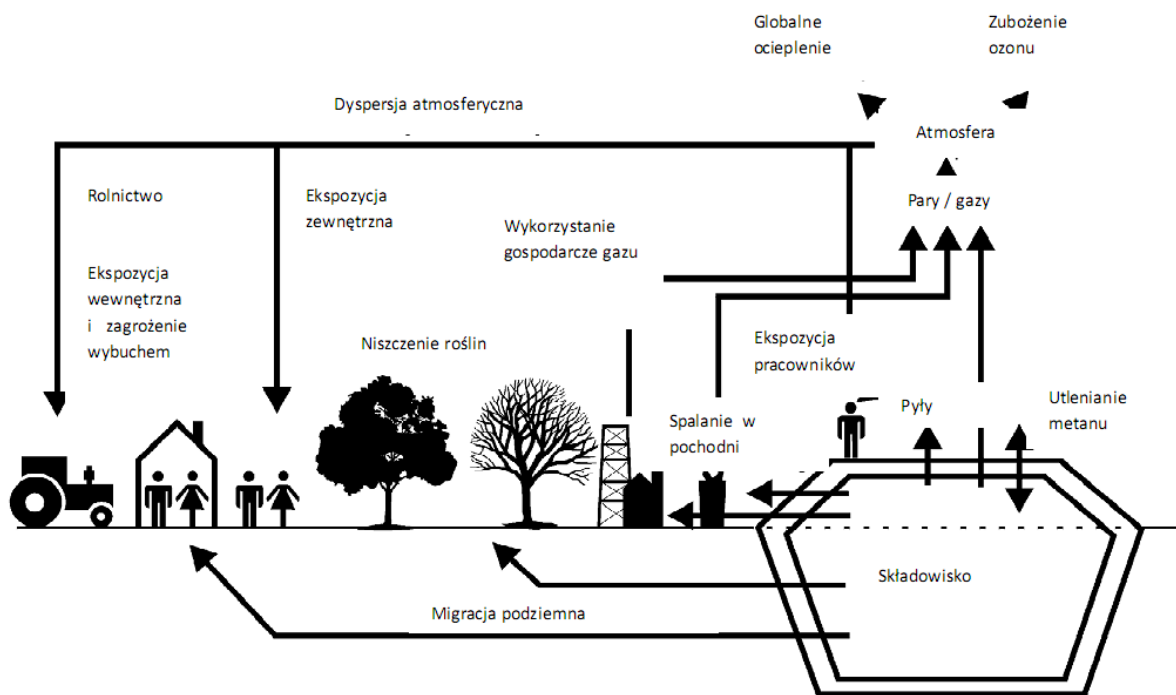 Globalne
ocieplenie
Zubożenie
ozonu
Dyspersja atmosferyczna
Atmosfera
Rolnictwo
Ekspozycja
zewnętrzna
Pary / gazy
Wykorzystanie
gospodarcze gazu
Ekspozycja
wewnętrzna
i zagrożenie
wybuchem
Niszczenie roślin
Ekspozycja
pracowników
Spalanie w
pochodni
Pyły
Utlenianie
metanu
Składowisko
Migracja podziemna